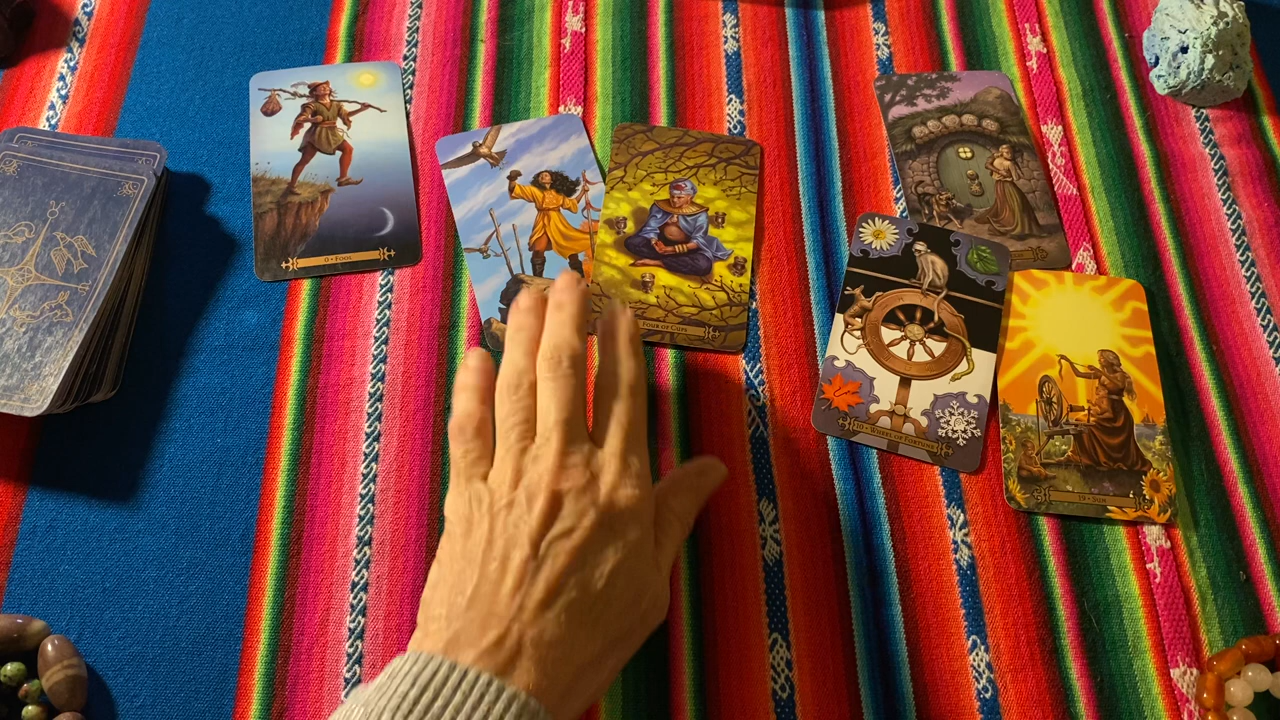 0 • FOOL
FOUR OF CUPS
10 • WHEEL OF FORTUNE
19 • SUN